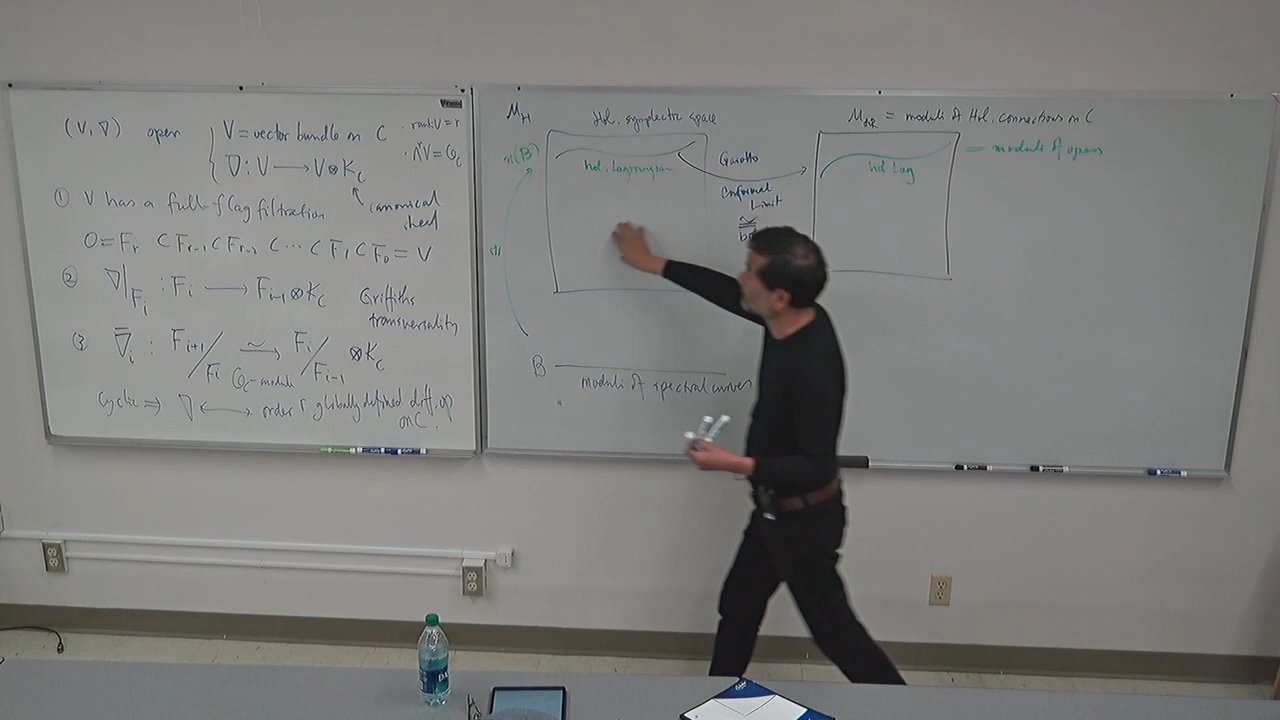 (V, ∇) oper
V = vector bundle on C
· rank V = r
∇ : V ⟶ V ⊗ K_C
· ΛʳV = O_C
canonical
sheaf
① V has a full-flag filtration
0 = F_r ⊂ F_{r-1} ⊂ F_{r-2} ⊂ ⋯ ⊂ F_1 ⊂ F_0 = V
② ∇|_{F_i} : F_i ⟶ F_{i-1} ⊗ K_C
Griffiths
transversality
③ ∇̄_i : F_{i+1}/F_i ⥲ F_i/F_{i-1} ⊗ K_C
O_C-module
cyclic ⟹ ∇ ⟷ order r globally defined diff. op
on C.
M_H
Hol. symplectic space
(B)
hol. Lagrangian
B
moduli of spectral curves
Gaiotto
Conformal
Limit
≅
M_dR = moduli of Hol. connections on C
= moduli of opers
hol Lag